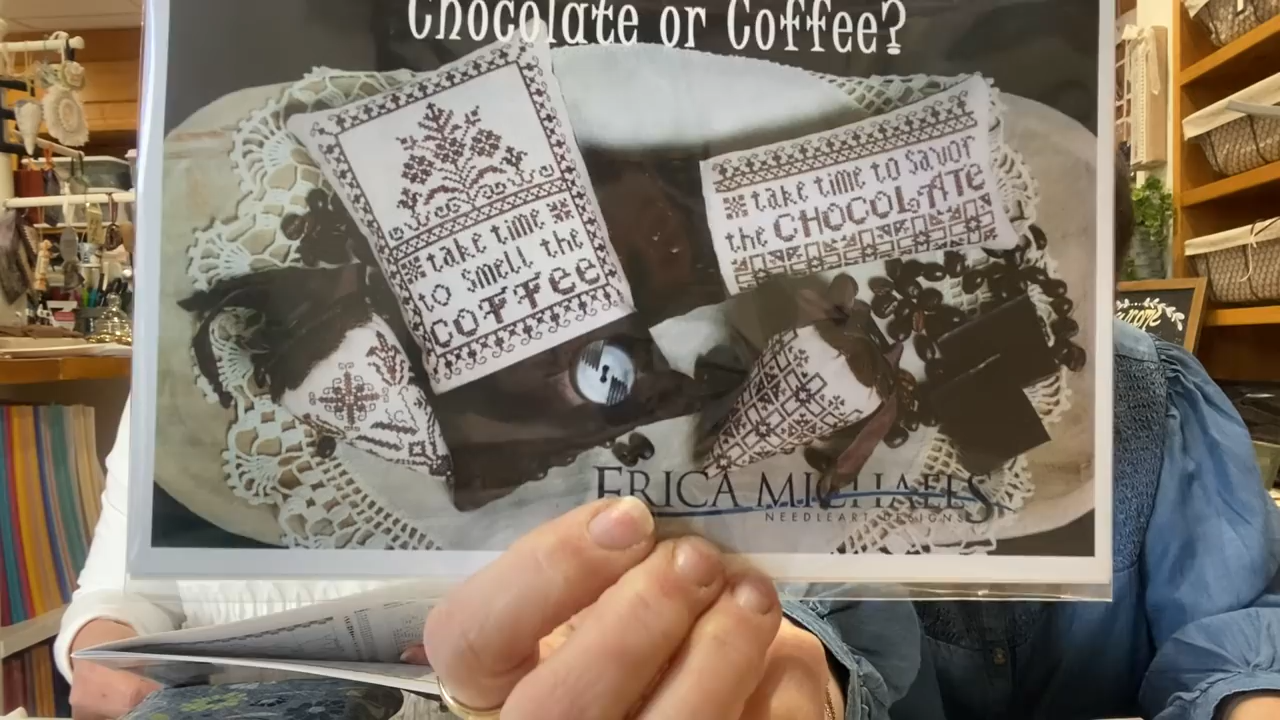 Chocolate or Coffee?
take time
to smell the
COFFEE
take time to savor
the CHOCOLATE
ERICA MICHAELS
NEEDLEART DESIGNS